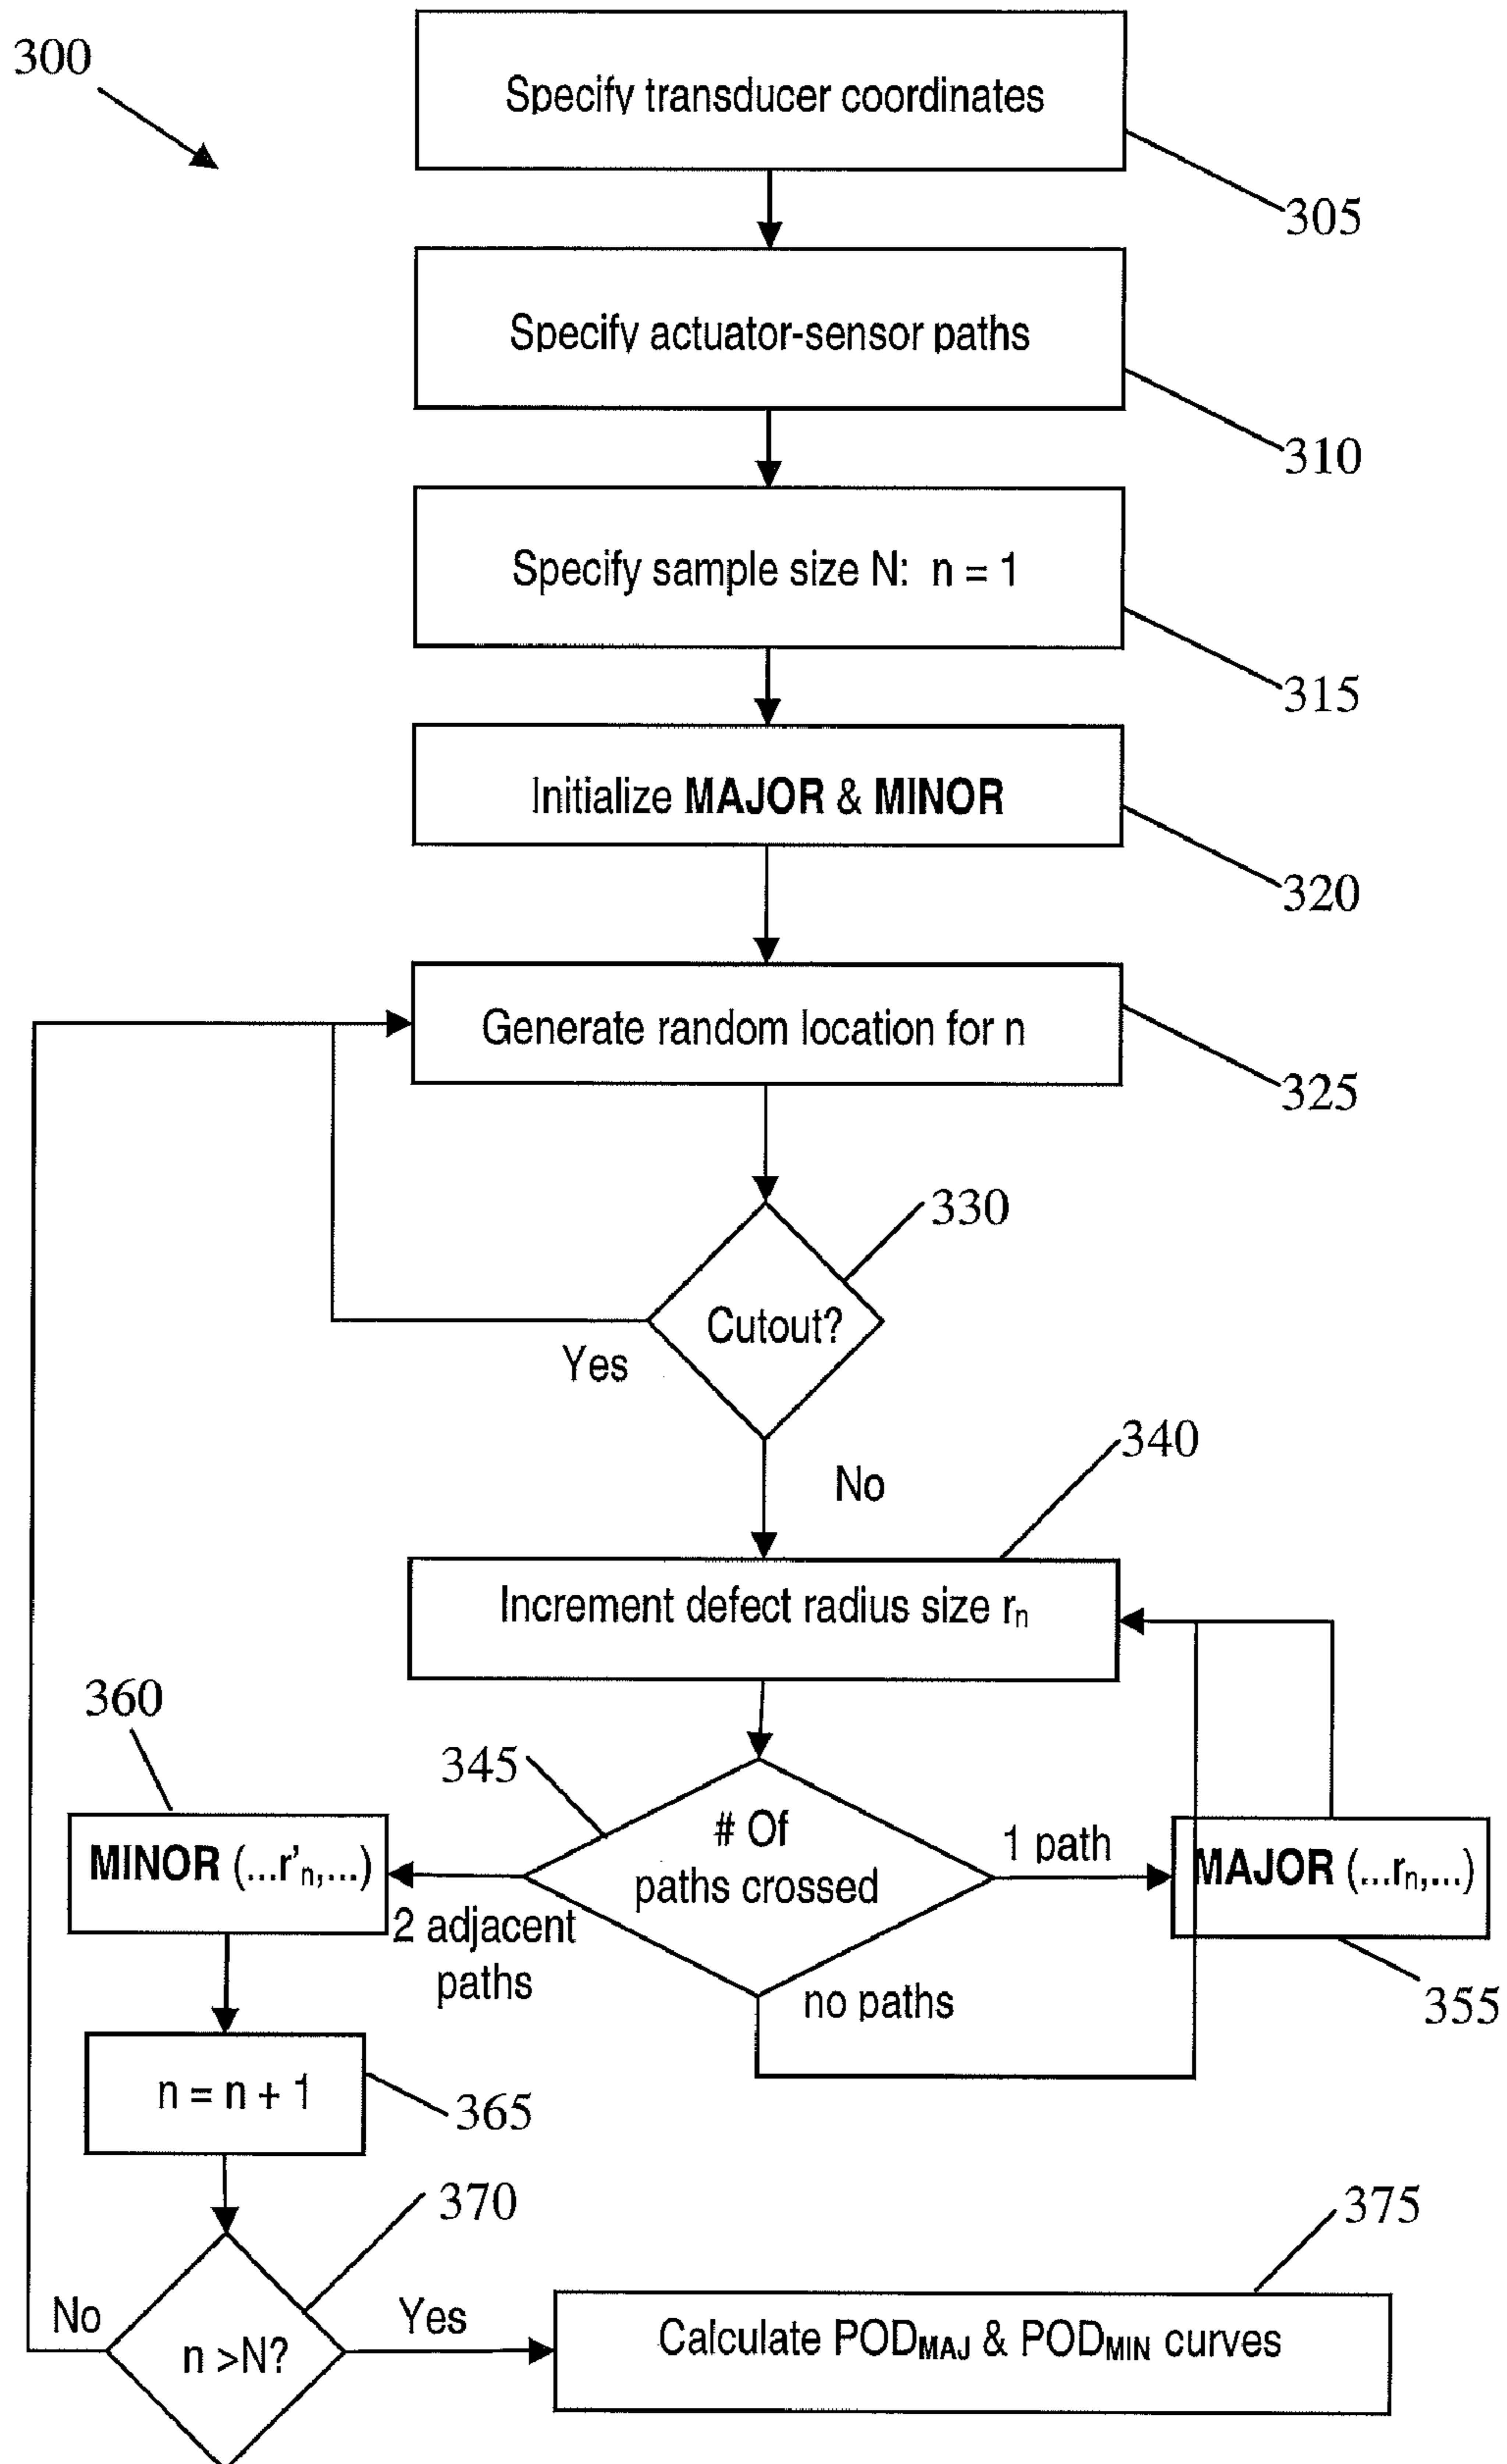 300
Specify transducer coordinates
305
Specify actuator-sensor paths
310
Specify sample size N: n = 1
315
Initialize MAJOR & MINOR
320
Generate random location for n
325
330
Cutout?
Yes
No
340
Increment defect radius size rn
360
345
# Of
paths crossed
1 path
MAJOR (...rn,...)
355
MINOR (...r'n,...)
2 adjacent
paths
no paths
n = n + 1
365
370
375
No
n >N?
Yes
Calculate PODMAJ & PODMIN curves